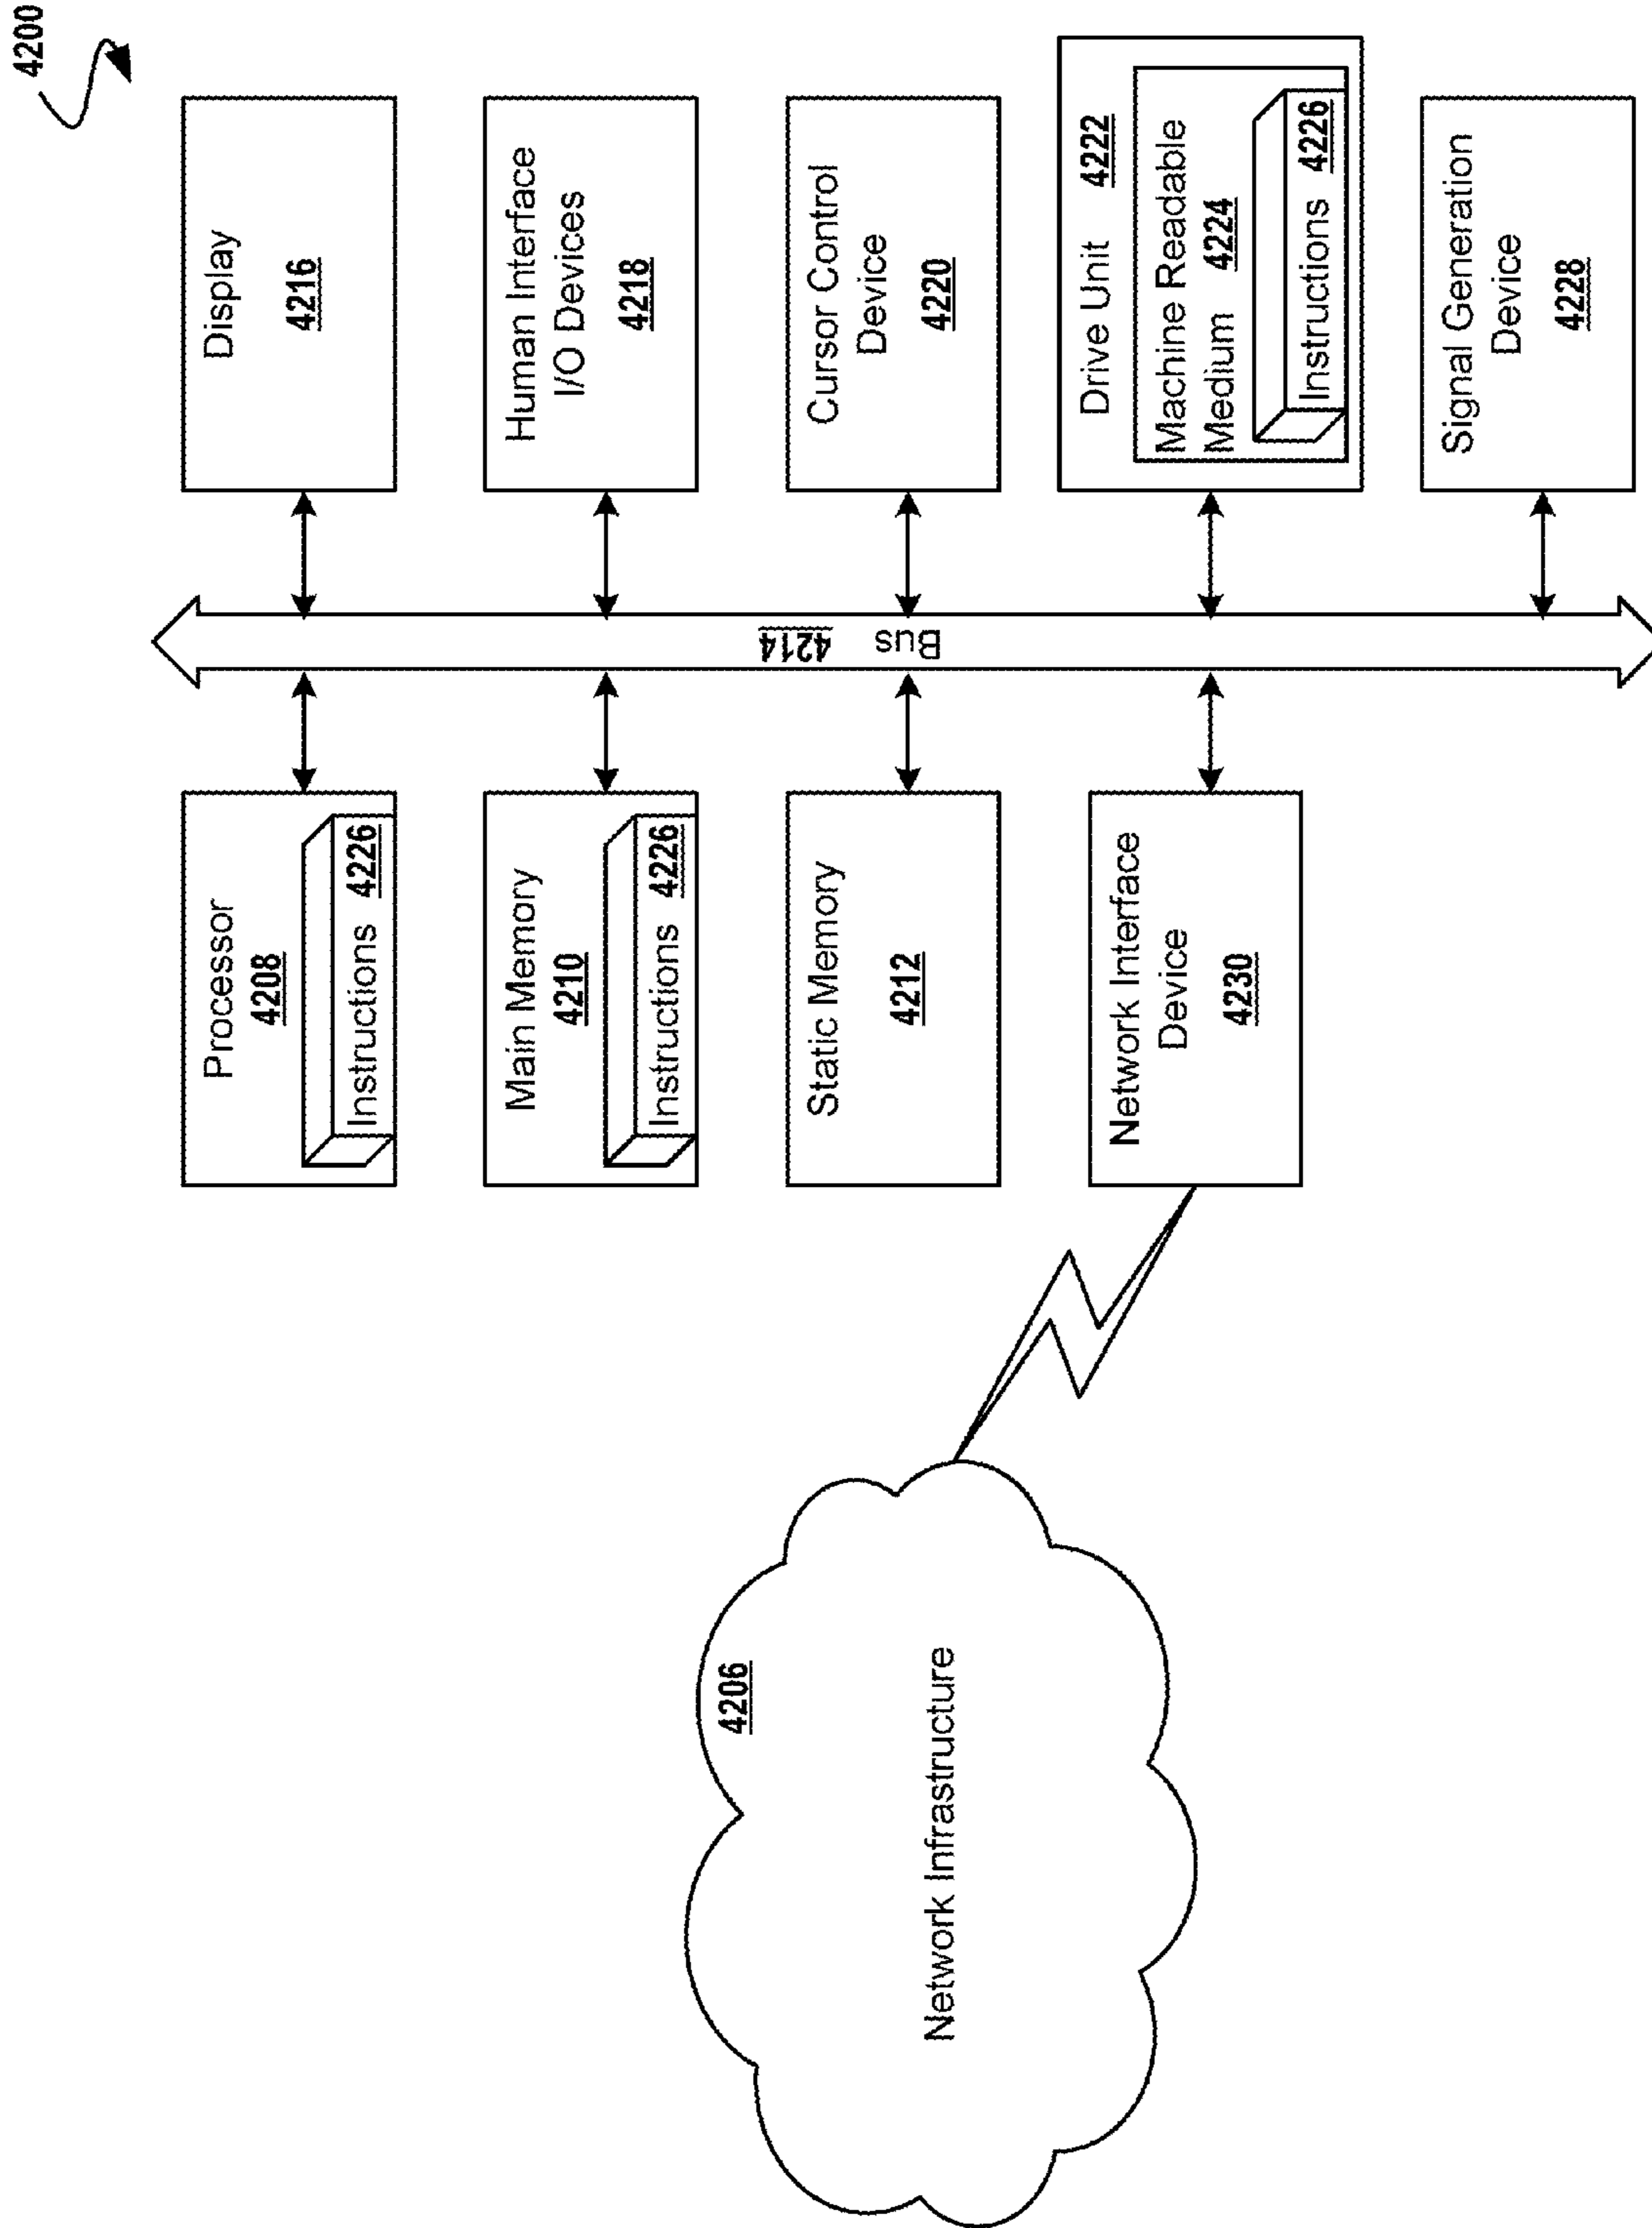 4200
Processor
4208
Instructions 4226
Main Memory
4210
Instructions 4226
Static Memory
4212
Network Interface
Device
4230
4206
Network Infrastructure
Bus 4214
Display
4216
Human Interface
I/O Devices
4218
Cursor Control
Device
4220
Drive Unit 4222
Machine Readable
Medium 4224
Instructions 4226
Signal Generation
Device
4228